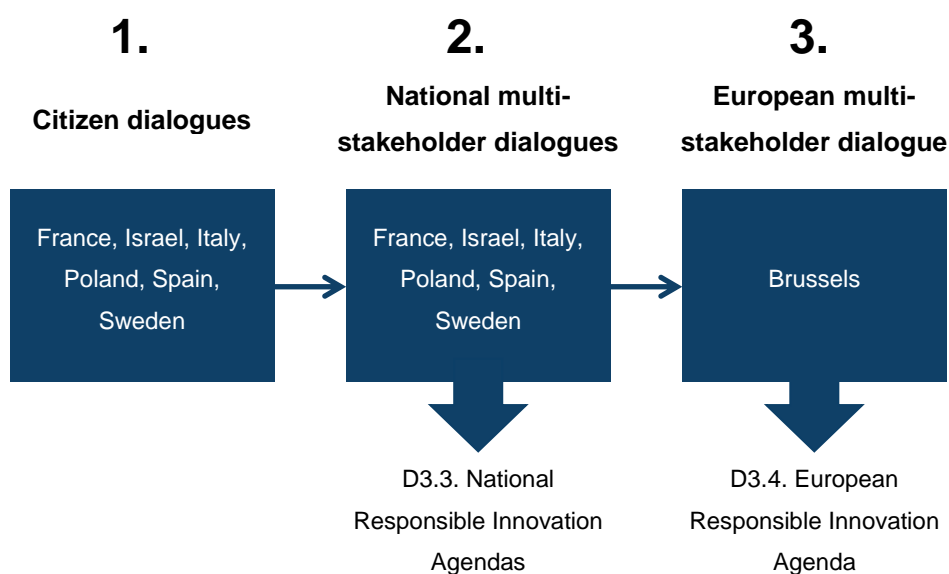 1.
Citizen dialogues
France, Israel, Italy,
Poland, Spain,
Sweden
2.
National multi-
stakeholder dialogues
France, Israel, Italy,
Poland, Spain,
Sweden
D3.3. National
Responsible Innovation
Agendas
3.
European multi-
stakeholder dialogue
Brussels
D3.4. European
Responsible Innovation
Agenda